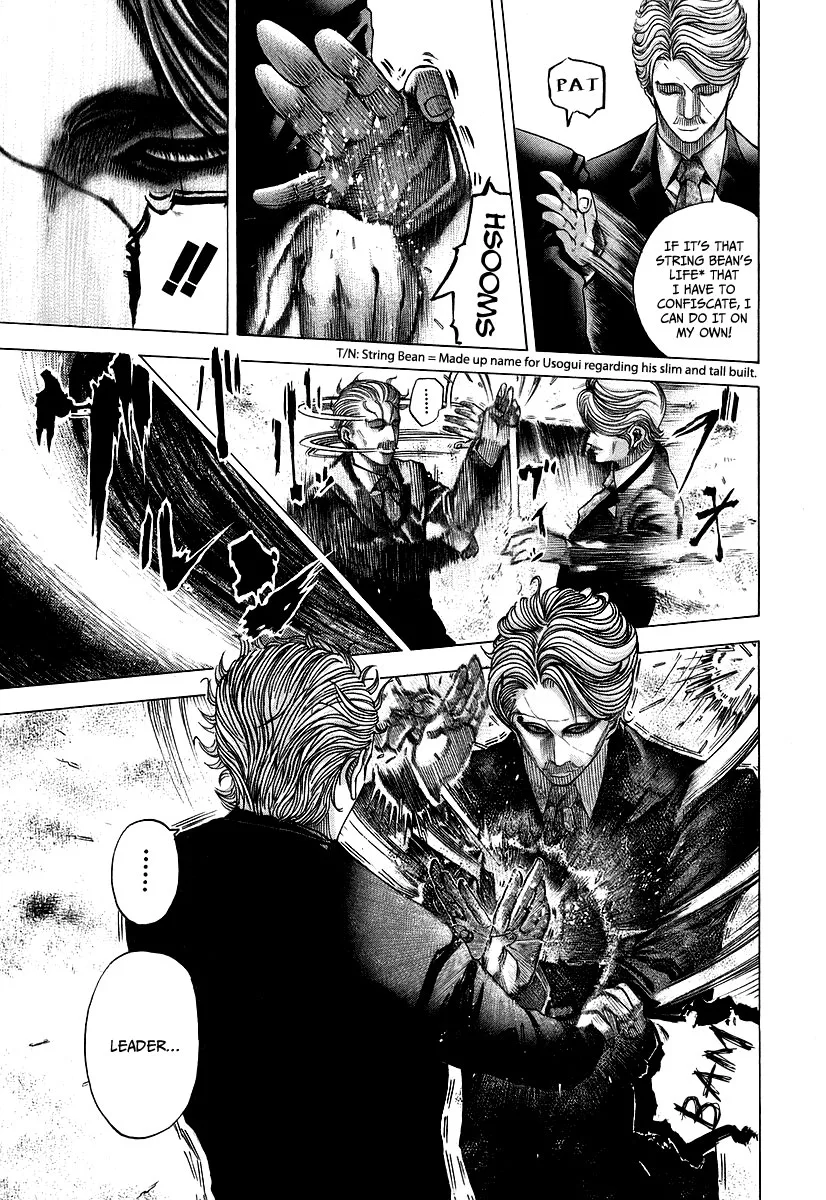 PAT
IF IT'S THAT
STRING BEAN'S
LIFE* THAT
I HAVE TO
CONFISCATE, I
CAN DO IT ON
MY OWN!
HSOOMS
!!
T/N: String Bean = Made up name for Usogui regarding his slim and tall built.
......
......
LEADER...
BAM